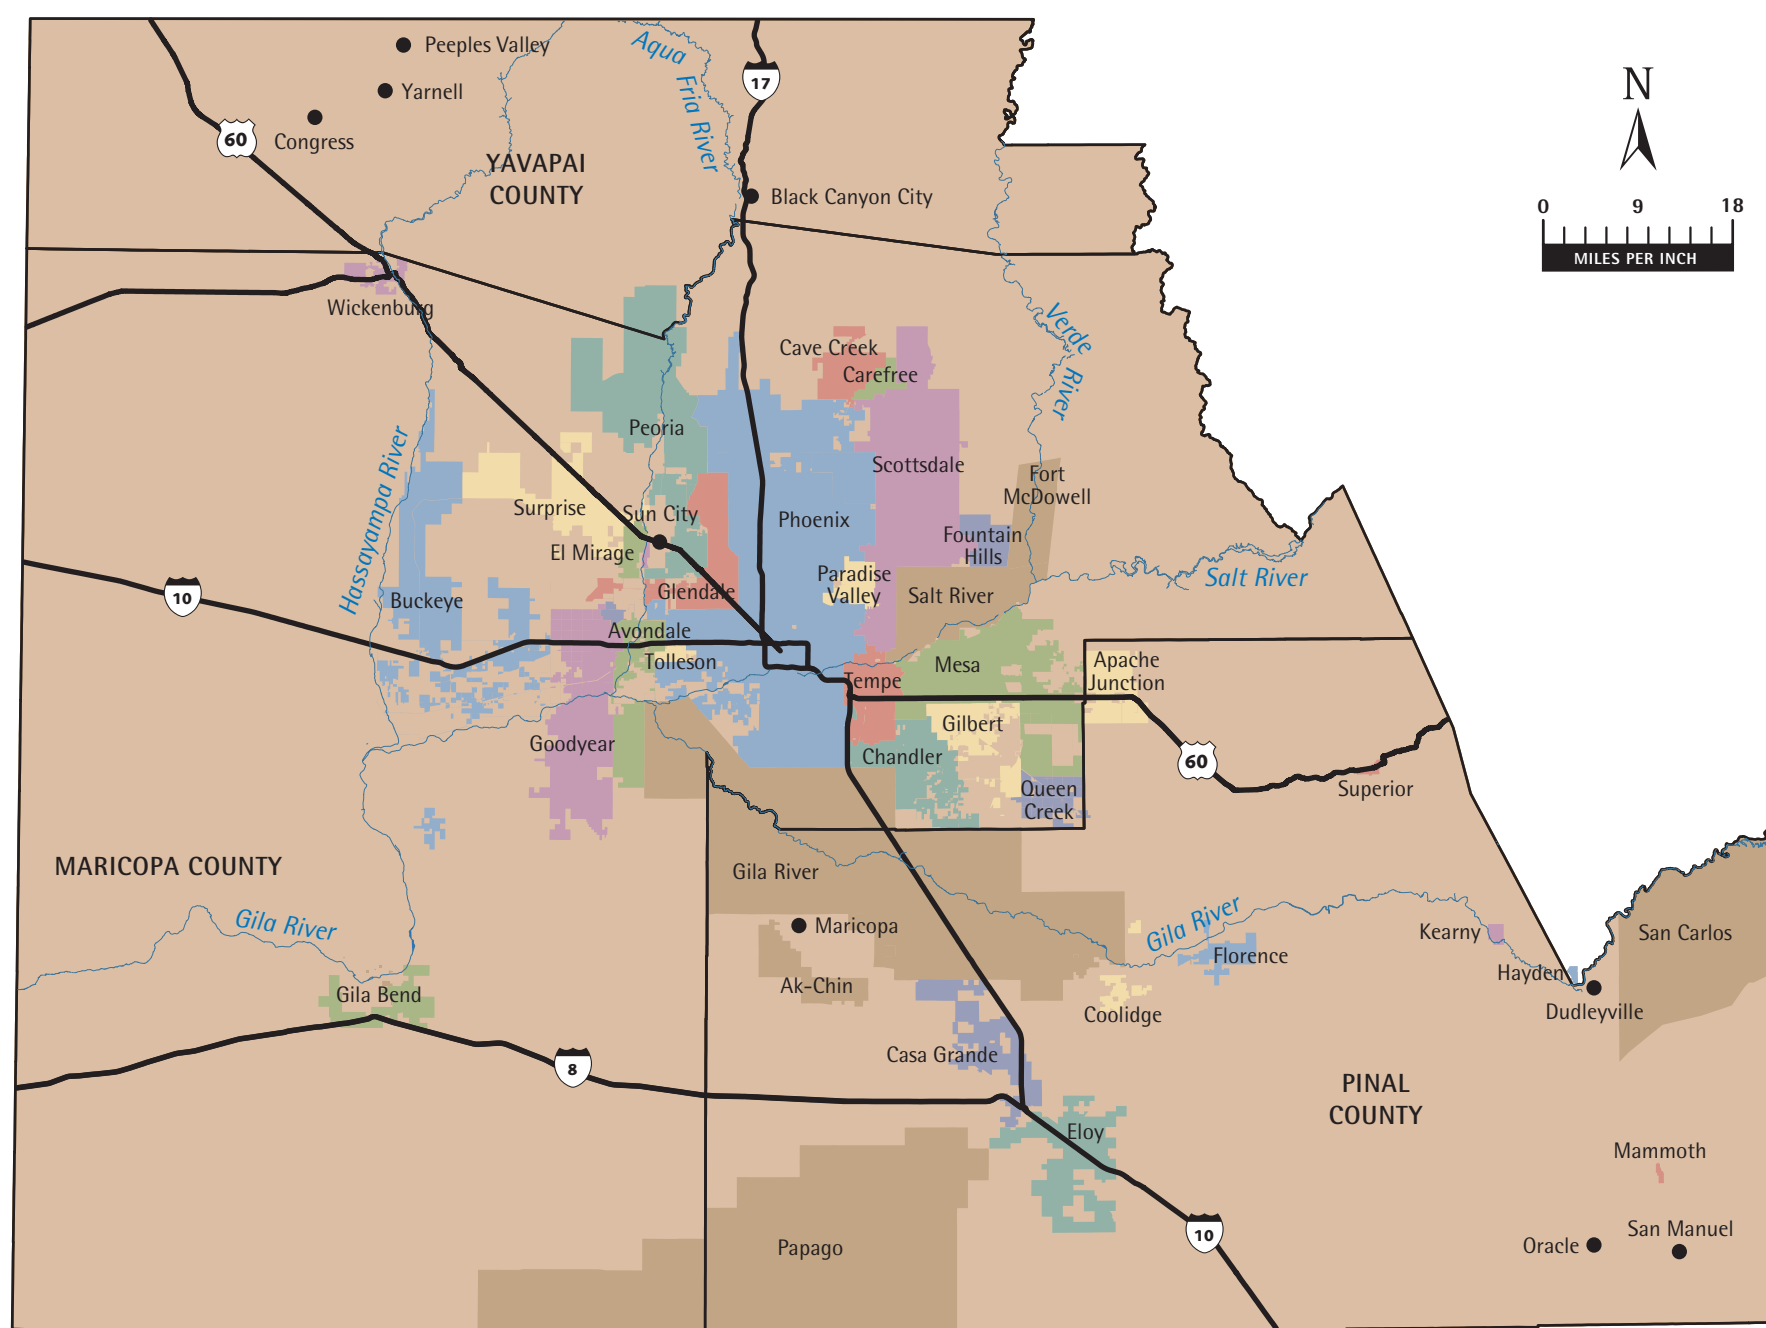 Peeples Valley
Aqua
Fria River
17
N
Yarnell
60
Congress
YAVAPAI
COUNTY
Black Canyon City
0 9 18
MILES PER INCH
Wickenburg
Verde
River
Cave Creek
Carefree
Peoria
Hassayampa River
Scottsdale
Fort
McDowell
Surprise
Sun City
Phoenix
El Mirage
Fountain
Hills
Salt River
10
Buckeye
Glendale
Paradise
Valley
Salt River
Avondale
Tolleson
Mesa
Apache
Junction
Tempe
Gilbert
Goodyear
Chandler
60
Queen
Creek
Superior
MARICOPA COUNTY
Gila River
Gila River
Maricopa
Gila River
Kearny
San Carlos
Florence
Hayden
Gila Bend
Ak-Chin
Coolidge
Dudleyville
Casa Grande
8
PINAL
COUNTY
Eloy
Mammoth
Papago
10
Oracle
San Manuel